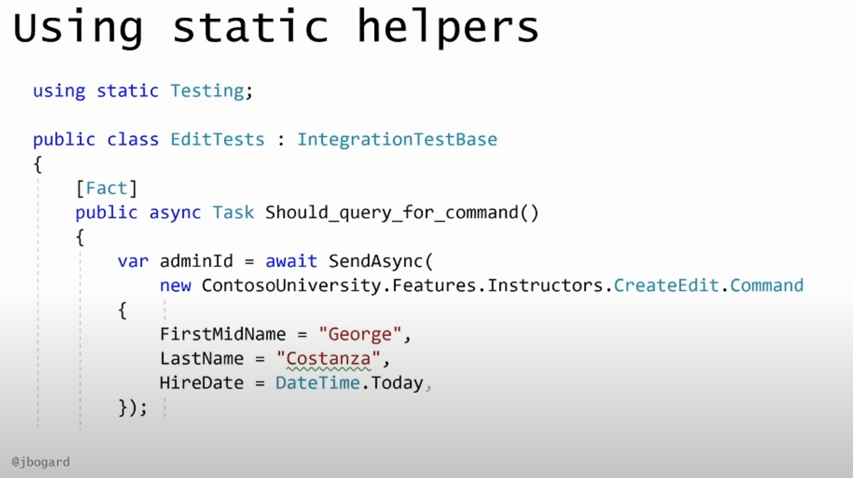 Using static helpers
using static Testing;
public class EditTests : IntegrationTestBase
{
[Fact]
public async Task Should_query_for_command()
{
var adminId = await SendAsync(
new ContosoUniversity.Features.Instructors.CreateEdit.Command
{
FirstMidName = "George",
LastName = "Costanza",
HireDate = DateTime.Today,
});
@jbogard